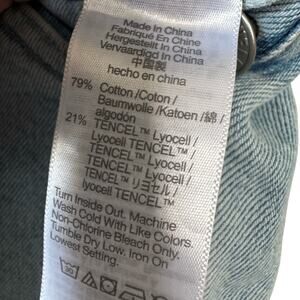 Made In China
Fabriqué En Chine
Hergestellt In China
Vervaardigd In China
中国製
hecho en china
79% Cotton /Coton /
Baumwolle /Katoen /綿 /
algodón
21% TENCEL™ Lyocell /
Lyocell TENCEL™ /
TENCEL™ Lyocell /
TENCEL™ Lyocell /
TENCEL™ リヨセル /
lyocell TENCEL™
Turn Inside Out. Machine
Wash Cold With Like Colors.
Non-Chlorine Bleach Only.
Tumble Dry Low. Iron On
Lowest Setting.